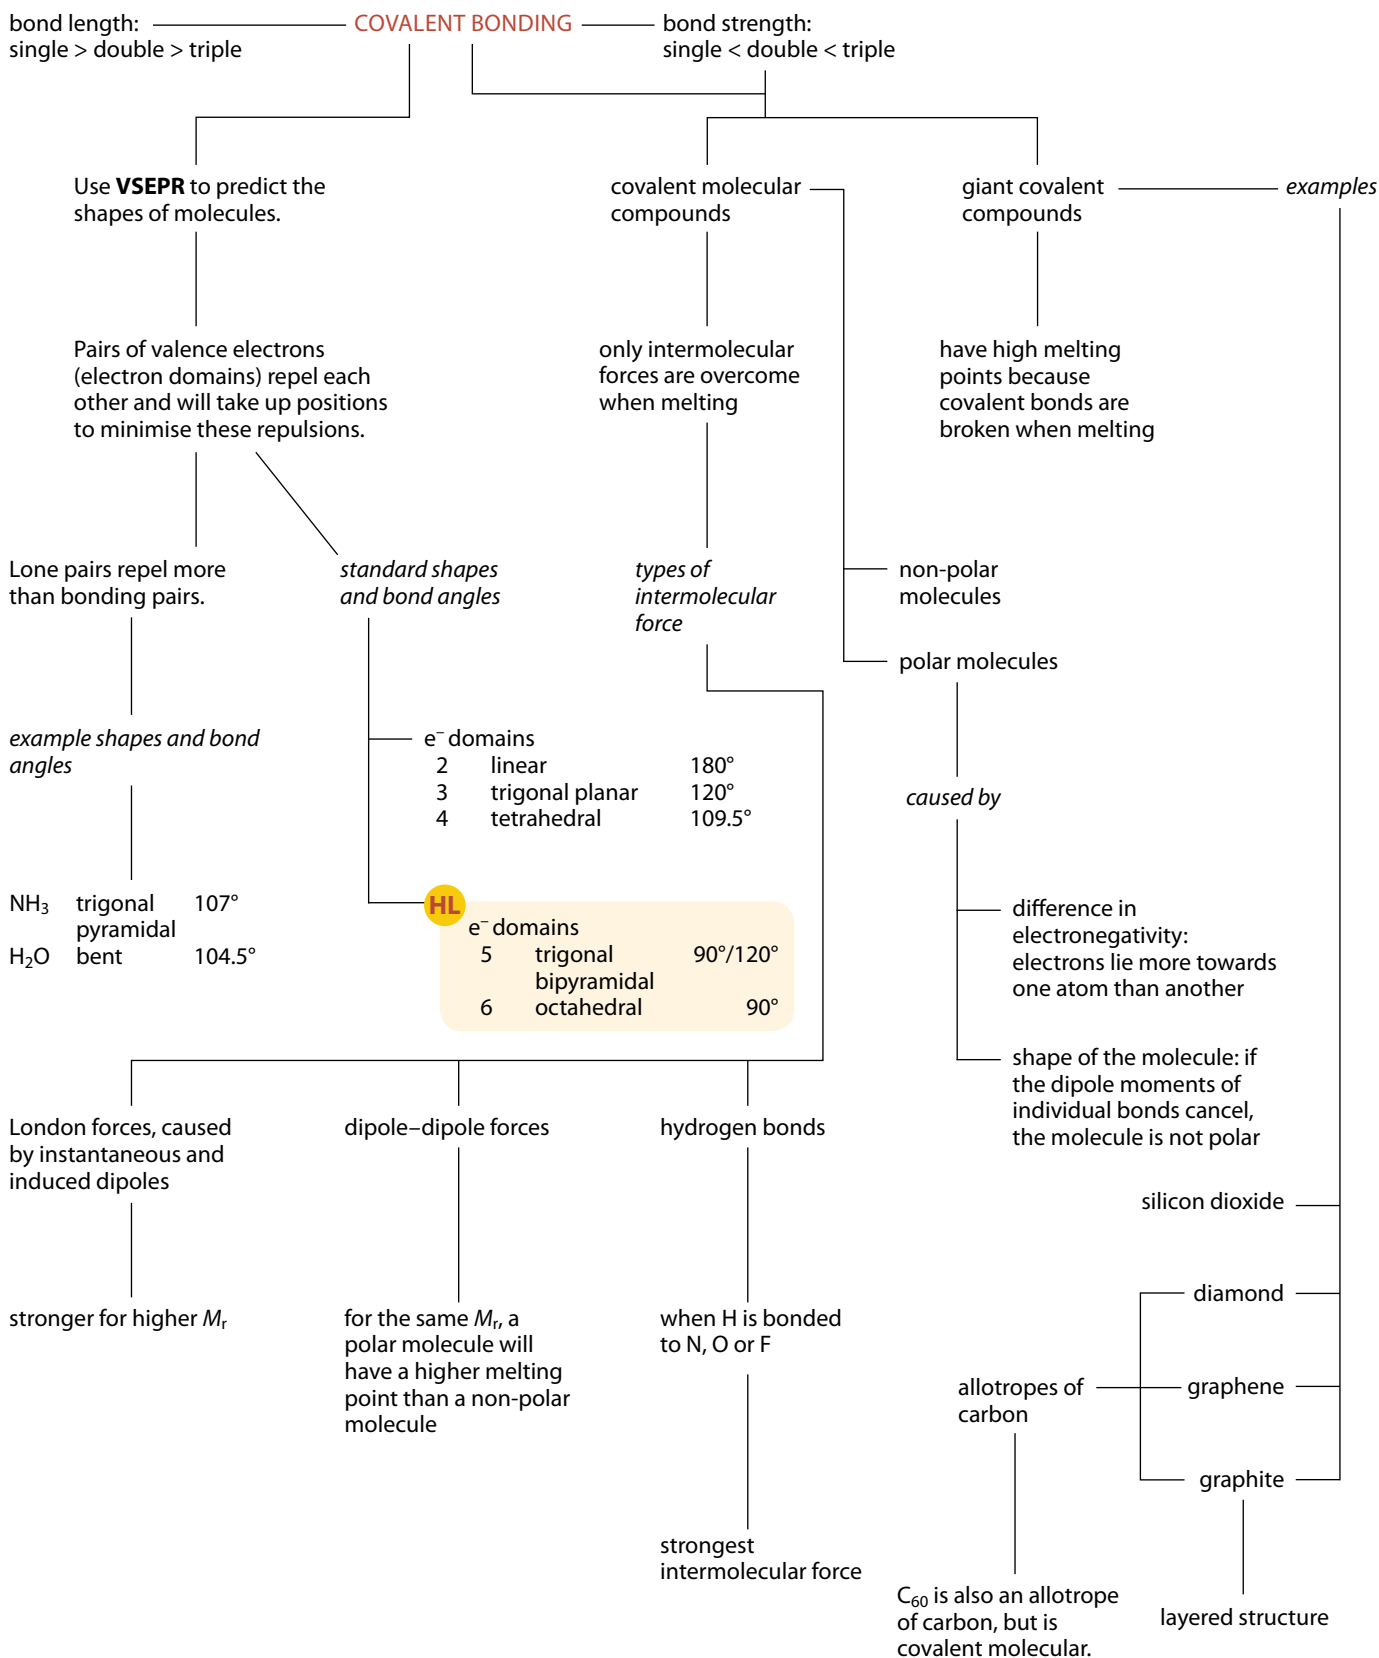 bond length:
single > double > triple
COVALENT BONDING
bond strength:
single < double < triple
Use VSEPR to predict the
shapes of molecules.
covalent molecular
compounds
giant covalent
compounds
examples
Pairs of valence electrons
(electron domains) repel each
other and will take up positions
to minimise these repulsions.
only intermolecular
forces are overcome
when melting
have high melting
points because
covalent bonds are
broken when melting
Lone pairs repel more
than bonding pairs.
standard shapes
and bond angles
types of
intermolecular
force
non-polar
molecules
polar molecules
example shapes and bond
angles
e⁻ domains
2 linear 180°
3 trigonal planar 120°
4 tetrahedral 109.5°
caused by
NH₃ trigonal 107°
pyramidal
H₂O bent 104.5°
HL
e⁻ domains
5 trigonal 90°/120°
bipyramidal
6 octahedral 90°
difference in
electronegativity:
electrons lie more towards
one atom than another
shape of the molecule: if
the dipole moments of
individual bonds cancel,
the molecule is not polar
London forces, caused
by instantaneous and
induced dipoles
dipole–dipole forces
hydrogen bonds
silicon dioxide
diamond
stronger for higher Mᵣ
for the same Mᵣ, a
polar molecule will
have a higher melting
point than a non-polar
molecule
when H is bonded
to N, O or F
allotropes of
carbon
graphene
graphite
strongest
intermolecular force
C₆₀ is also an allotrope
of carbon, but is
covalent molecular.
layered structure